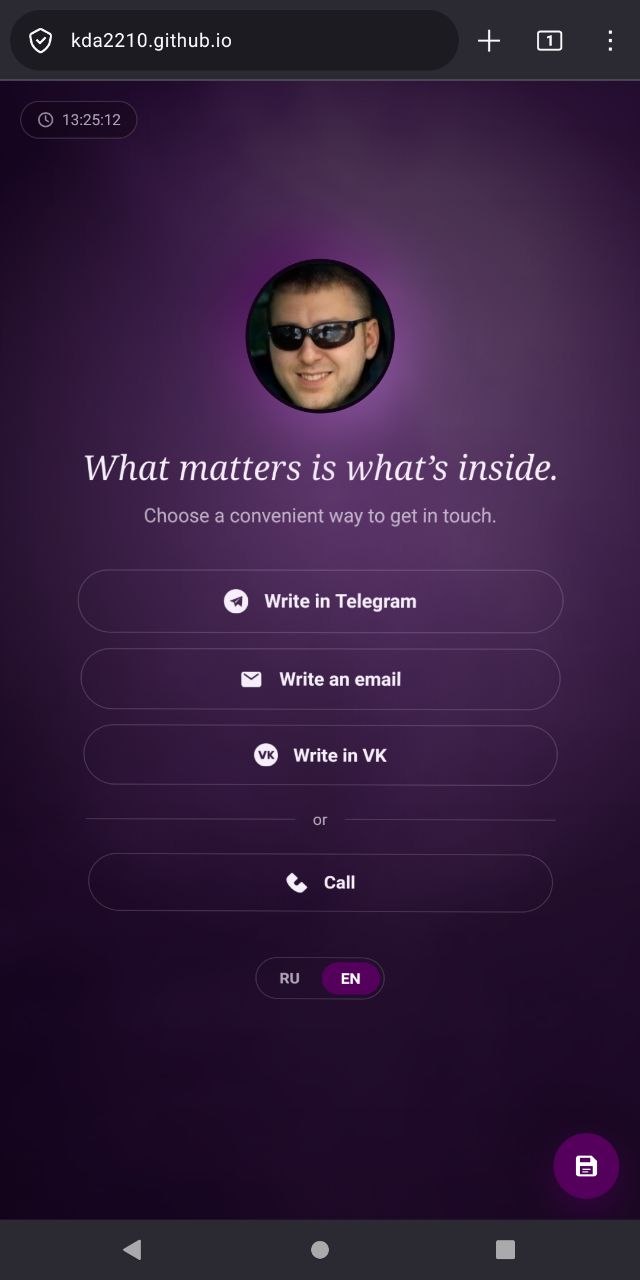 kda2210.github.io
1
13:25:12
What matters is what’s inside.
Choose a convenient way to get in touch.
Write in Telegram
Write an email
VK Write in VK
or
Call
RU EN